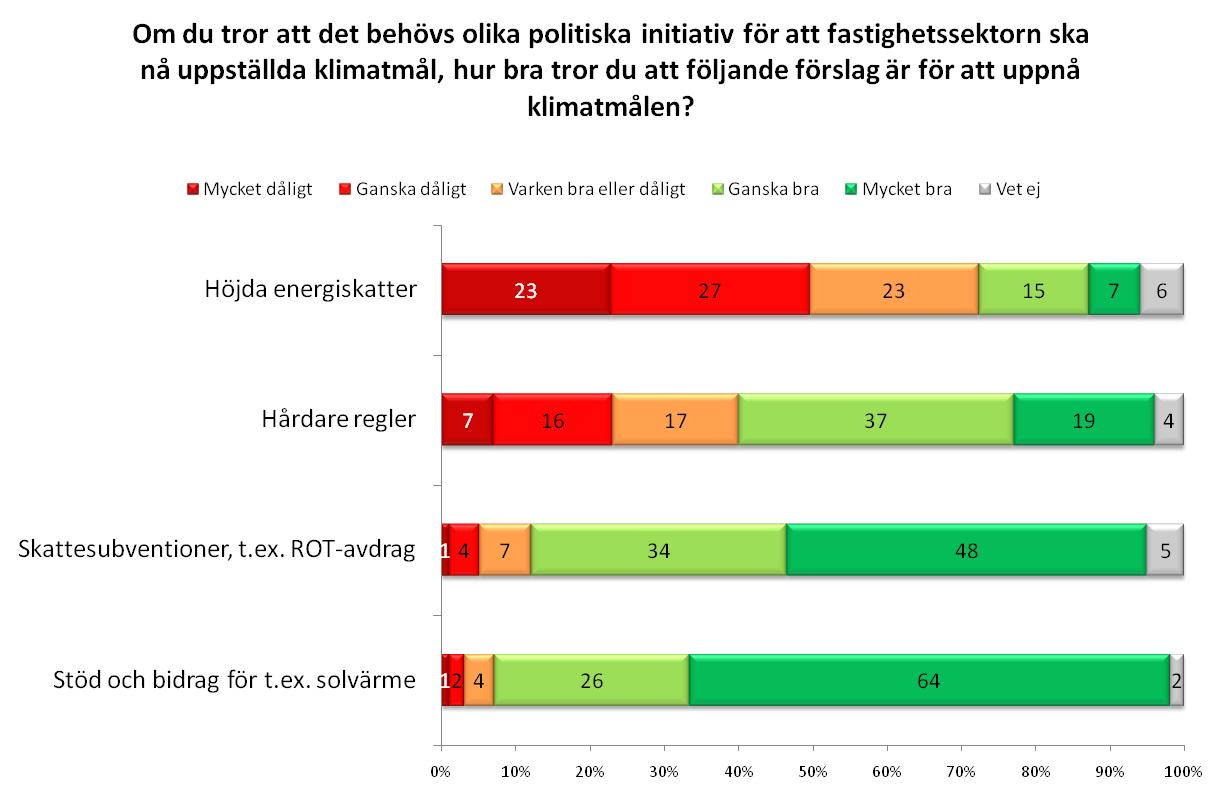 Om du tror att det behövs olika politiska initiativ för att fastighetssektorn ska
nå uppställda klimatmål, hur bra tror du att följande förslag är för att uppnå
klimatmålen?
Mycket dåligt Ganska dåligt Varken bra eller dåligt Ganska bra Mycket bra Vet ej
Höjda energiskatter 23 27 23 15 7 6
Hårdare regler 7 16 17 37 19 4
Skattesubventioner, t.ex. ROT-avdrag 1 4 7 34 48 5
Stöd och bidrag för t.ex. solvärme 1 2 4 26 64 2
0% 10% 20% 30% 40% 50% 60% 70% 80% 90% 100%